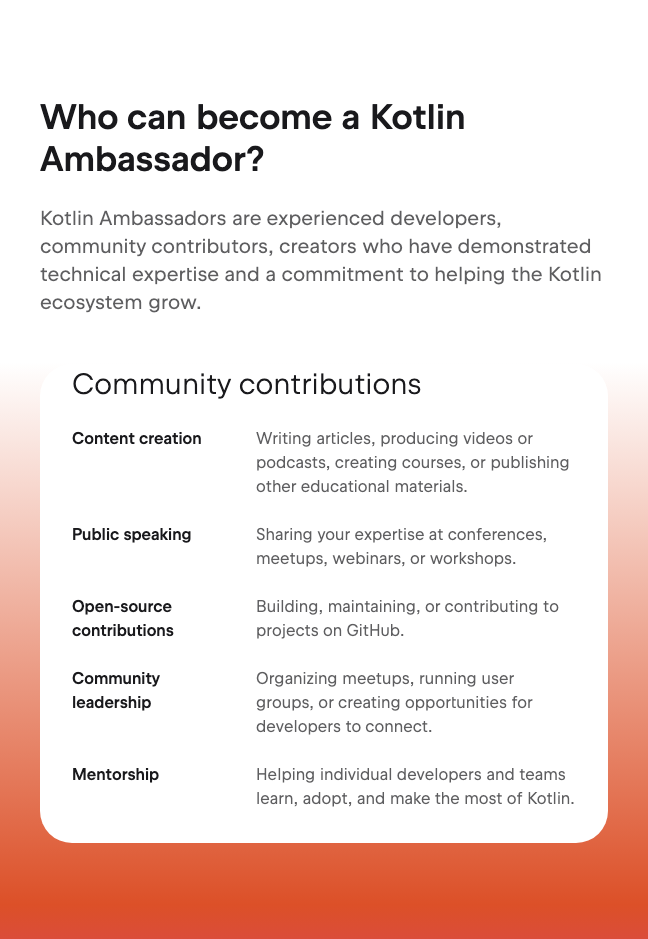 Who can become a Kotlin
Ambassador?
Kotlin Ambassadors are experienced developers,
community contributors, creators who have demonstrated
technical expertise and a commitment to helping the Kotlin
ecosystem grow.
Community contributions
Content creation
Writing articles, producing videos or
podcasts, creating courses, or publishing
other educational materials.
Public speaking
Sharing your expertise at conferences,
meetups, webinars, or workshops.
Open-source
contributions
Building, maintaining, or contributing to
projects on GitHub.
Community
leadership
Organizing meetups, running user
groups, or creating opportunities for
developers to connect.
Mentorship
Helping individual developers and teams
learn, adopt, and make the most of Kotlin.